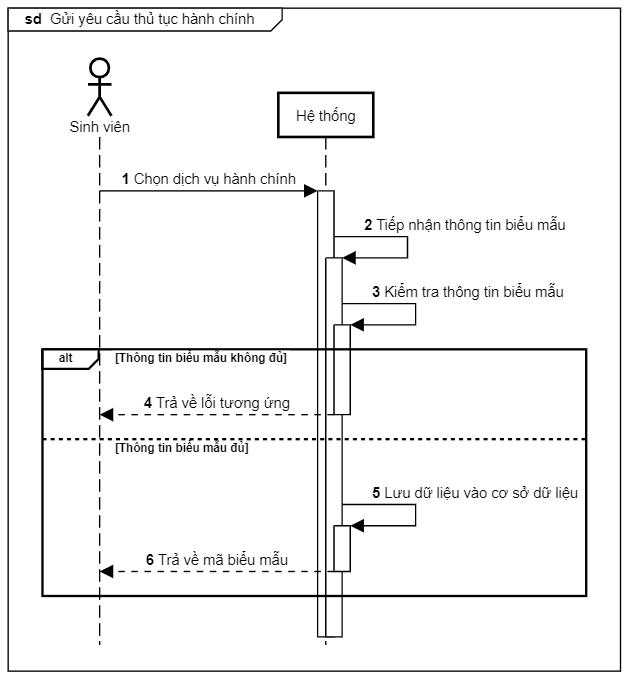 sd Gửi yêu cầu thủ tục hành chính
Sinh viên
Hệ thống
1 Chọn dịch vụ hành chính
2 Tiếp nhận thông tin biểu mẫu
3 Kiểm tra thông tin biểu mẫu
alt [Thông tin biểu mẫu không đủ]
4 Trả về lỗi tương ứng
[Thông tin biểu mẫu đủ]
5 Lưu dữ liệu vào cơ sở dữ liệu
6 Trả về mã biểu mẫu